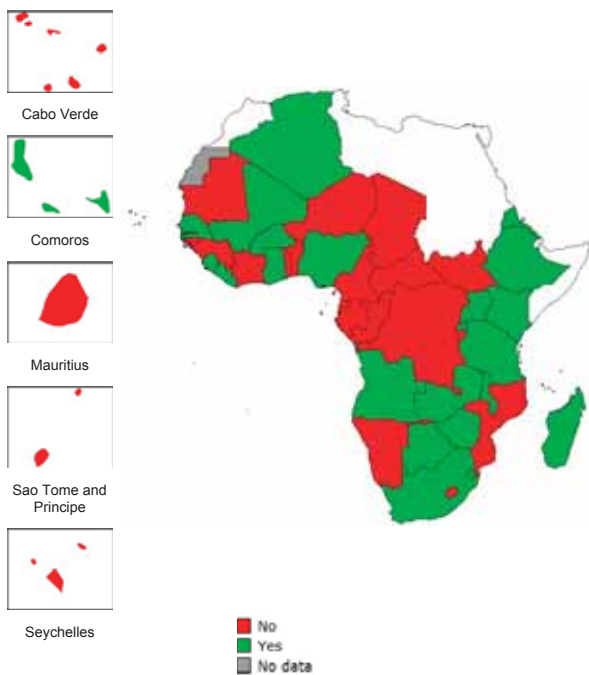 Cabo Verde
Comoros
Mauritius
Sao Tome and
Principe
Seychelles
No
Yes
No data